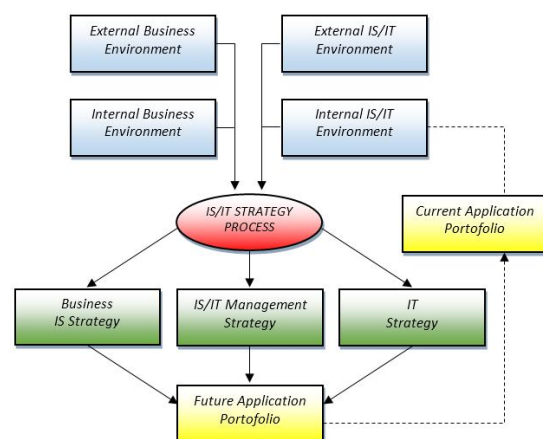 External Business
Environment
External IS/IT
Environment
Internal Business
Environment
Internal IS/IT
Environment
IS/IT STRATEGY
PROCESS
Current Application
Portofolio
Business
IS Strategy
IS/IT Management
Strategy
IT
Strategy
Future Application
Portofolio